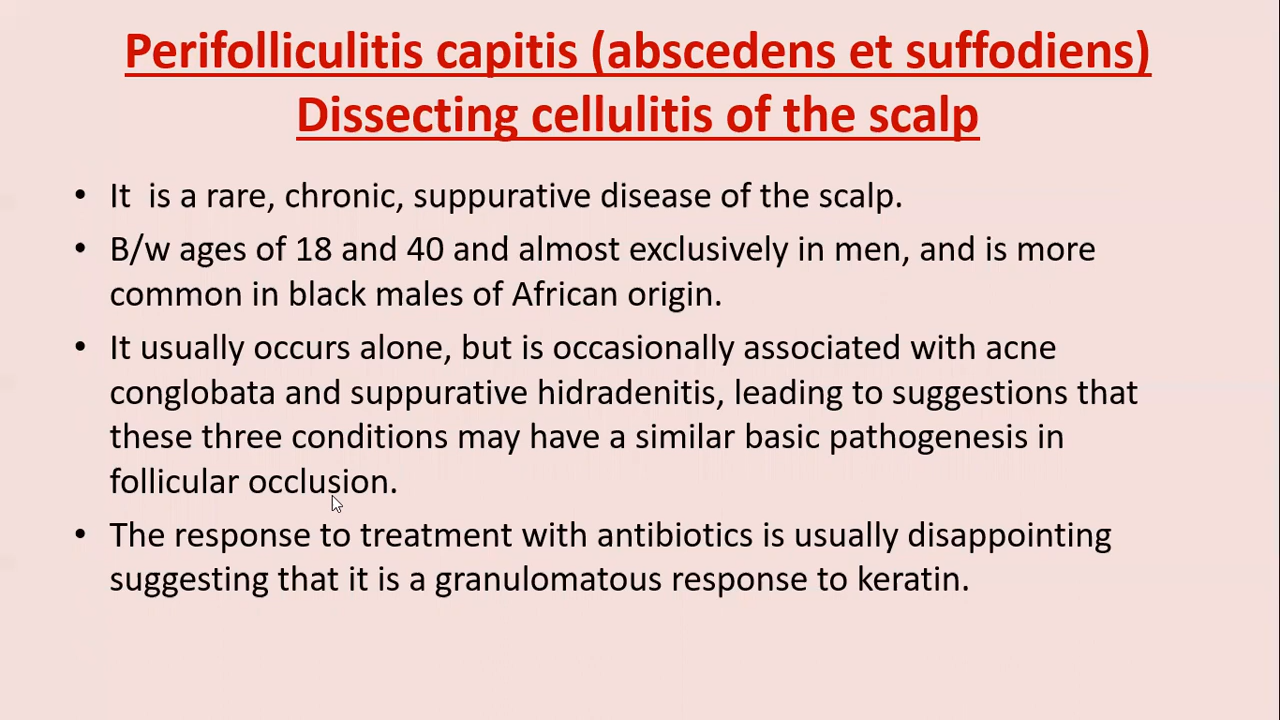 Perifolliculitis capitis (abscedens et suffodiens)
Dissecting cellulitis of the scalp
• It  is a rare, chronic, suppurative disease of the scalp.
• B/w ages of 18 and 40 and almost exclusively in men, and is more
common in black males of African origin.
• It usually occurs alone, but is occasionally associated with acne
conglobata and suppurative hidradenitis, leading to suggestions that
these three conditions may have a similar basic pathogenesis in
follicular occlusion.
• The response to treatment with antibiotics is usually disappointing
suggesting that it is a granulomatous response to keratin.